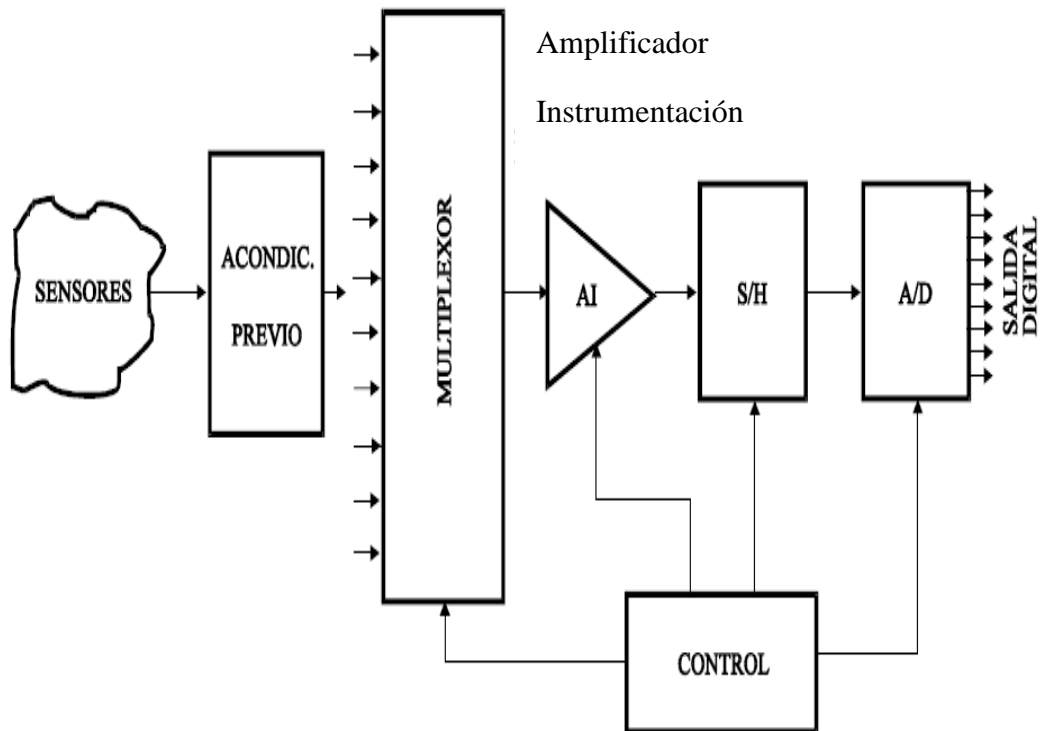 Amplificador
Instrumentación
SENSORES
ACONDIC.
PREVIO
MULTIPLEXOR
AI
S/H
A/D
SALIDA
DIGITAL
CONTROL